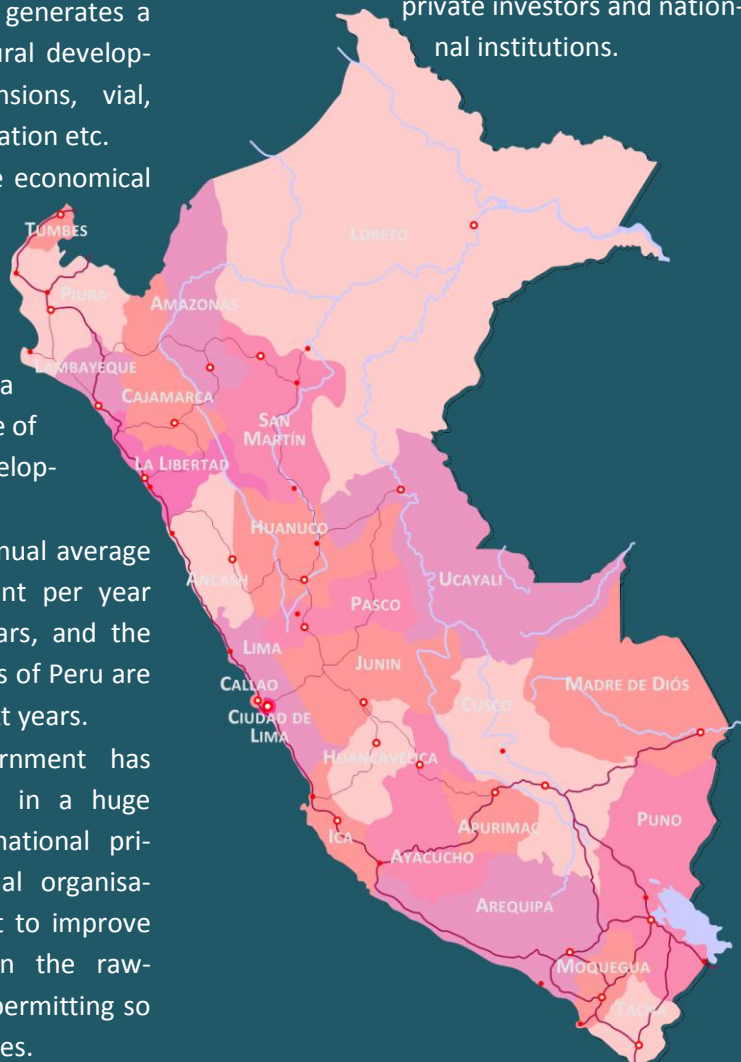 generates a
ural develop-
nsions, vial,
ation etc.
e economical
a
e of
velop-
nual average
nt per year
ars, and the
s of Peru are
t years.
ernment has
in a huge
national pri-
al organisa-
t to improve
n the raw-
permitting so
es.
private investors and nation-
nal institutions.
TUMBES
PIURA
LORETO
AMAZONAS
LAMBAYEQUE
CAJAMARCA
SAN
MARTÍN
LA LIBERTAD
HUANUCO
ANCASH
UCAYALI
PASCO
LIMA
JUNIN
CALLAO
CIUDAD DE
LIMA
MADRE DE DIÓS
CUSCO
HUANCAVELICA
ICA
APURIMAC
PUNO
AYACUCHO
AREQUIPA
MOQUEGUA
TACNA